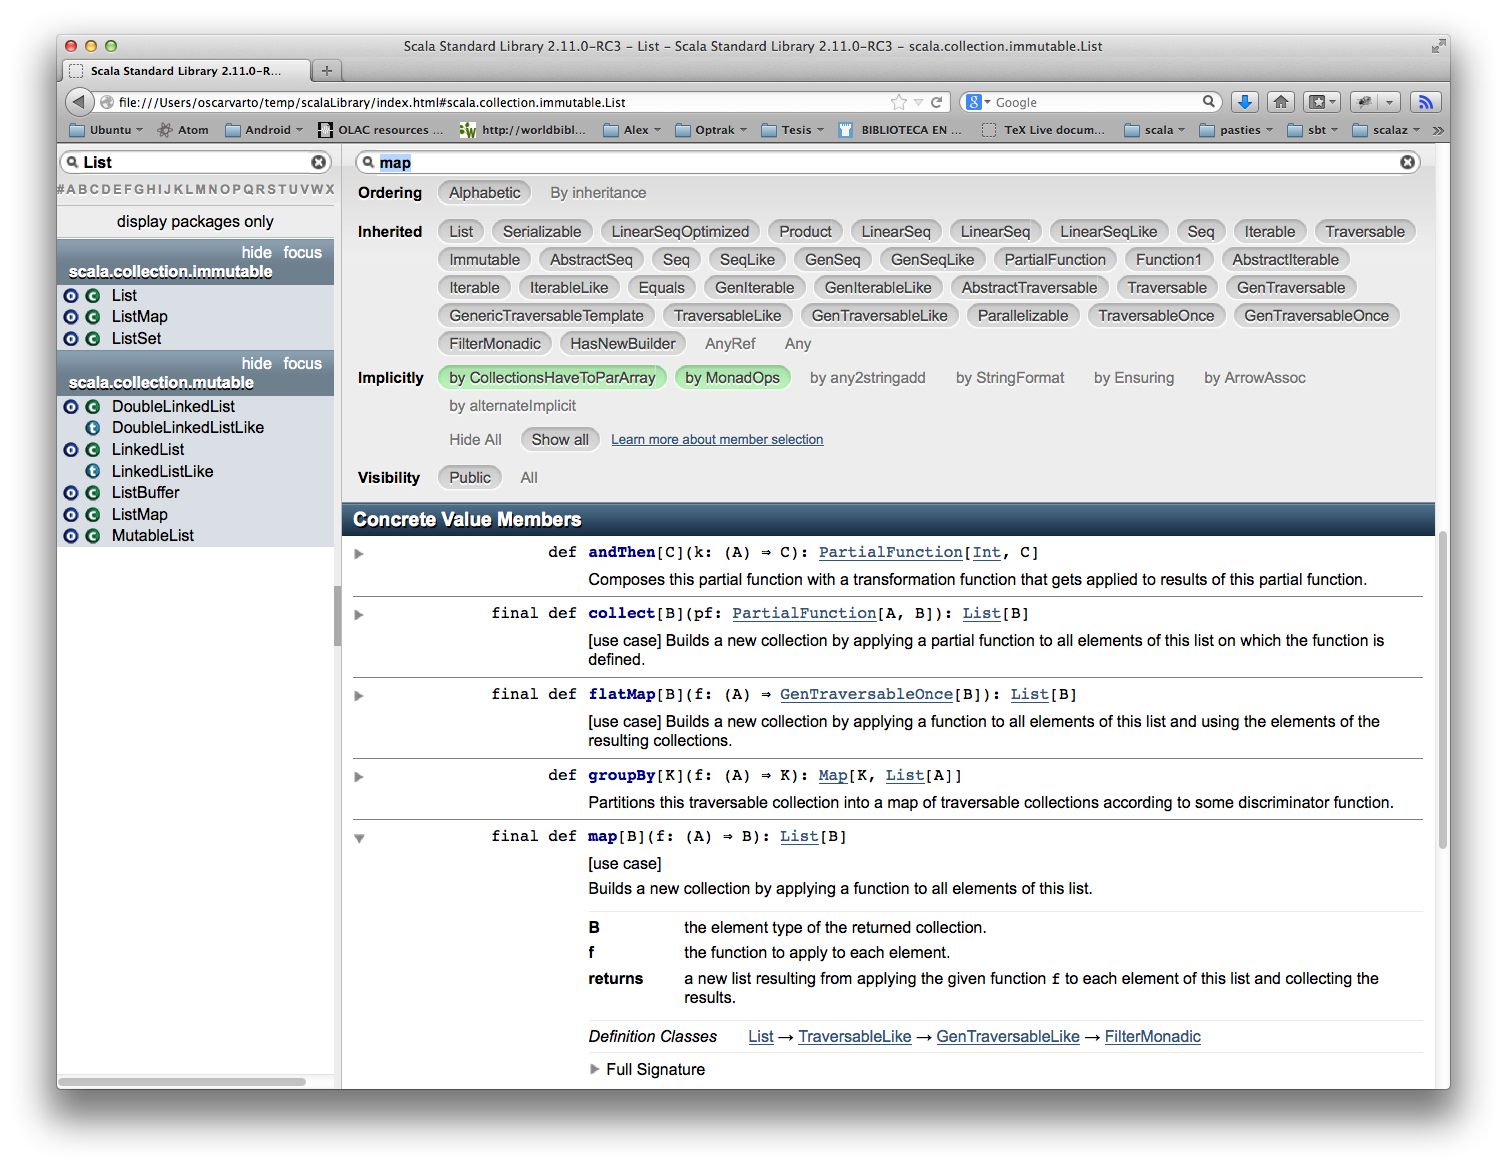 Scala Standard Library 2.11.0-RC3 – List – Scala Standard Library 2.11.0-RC3 – scala.collection.immutable.List
Scala Standard Library 2.11.0-R...
file:///Users/oscarvarto/temp/scalaLibrary/index.html#scala.collection.immutable.List
Google
Ubuntu Atom Android OLAC resources ... http://worldbibl... Alex Optrak Tesis BIBLIOTECA EN ... TeX Live docum... scala pasties sbt scalaz »
List
#ABCDEFGHIJKLMNOPQRSTUVWX
display packages only
hide focus
scala.collection.immutable
List
ListMap
ListSet
hide focus
scala.collection.mutable
DoubleLinkedList
DoubleLinkedListLike
LinkedList
LinkedListLike
ListBuffer
ListMap
MutableList
map
Ordering Alphabetic By inheritance
Inherited List Serializable LinearSeqOptimized Product LinearSeq LinearSeq LinearSeqLike Seq Iterable Traversable
Immutable AbstractSeq Seq SeqLike GenSeq GenSeqLike PartialFunction Function1 AbstractIterable
Iterable IterableLike Equals GenIterable GenIterableLike AbstractTraversable Traversable GenTraversable
GenericTraversableTemplate TraversableLike GenTraversableLike Parallelizable TraversableOnce GenTraversableOnce
FilterMonadic HasNewBuilder AnyRef Any
Implicitly by CollectionsHaveToParArray by MonadOps by any2stringadd by StringFormat by Ensuring by ArrowAssoc
by alternateImplicit
Hide All Show all Learn more about member selection
Visibility Public All
Concrete Value Members
def andThen[C](k: (A) ⇒ C): PartialFunction[Int, C]
Composes this partial function with a transformation function that gets applied to results of this partial function.
final def collect[B](pf: PartialFunction[A, B]): List[B]
[use case] Builds a new collection by applying a partial function to all elements of this list on which the function is
defined.
final def flatMap[B](f: (A) ⇒ GenTraversableOnce[B]): List[B]
[use case] Builds a new collection by applying a function to all elements of this list and using the elements of the
resulting collections.
def groupBy[K](f: (A) ⇒ K): Map[K, List[A]]
Partitions this traversable collection into a map of traversable collections according to some discriminator function.
final def map[B](f: (A) ⇒ B): List[B]
[use case]
Builds a new collection by applying a function to all elements of this list.
B the element type of the returned collection.
f the function to apply to each element.
returns a new list resulting from applying the given function f to each element of this list and collecting the
results.
Definition Classes List → TraversableLike → GenTraversableLike → FilterMonadic
Full Signature